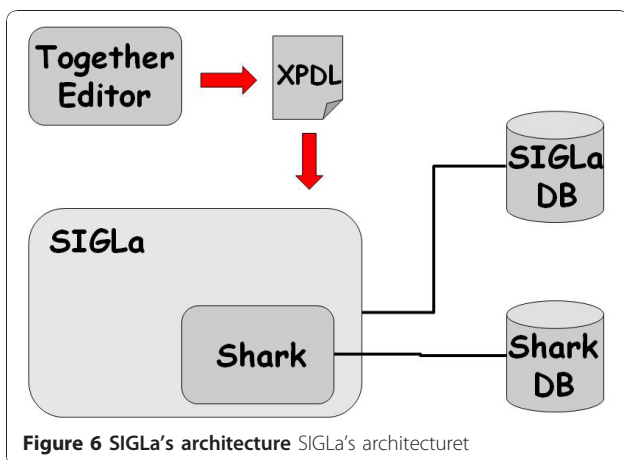 Together
Editor
XPDL
SIGLa
DB
SIGLa
Shark
Shark
DB
Figure 6 SIGLa's architecture SIGLa's architecturet